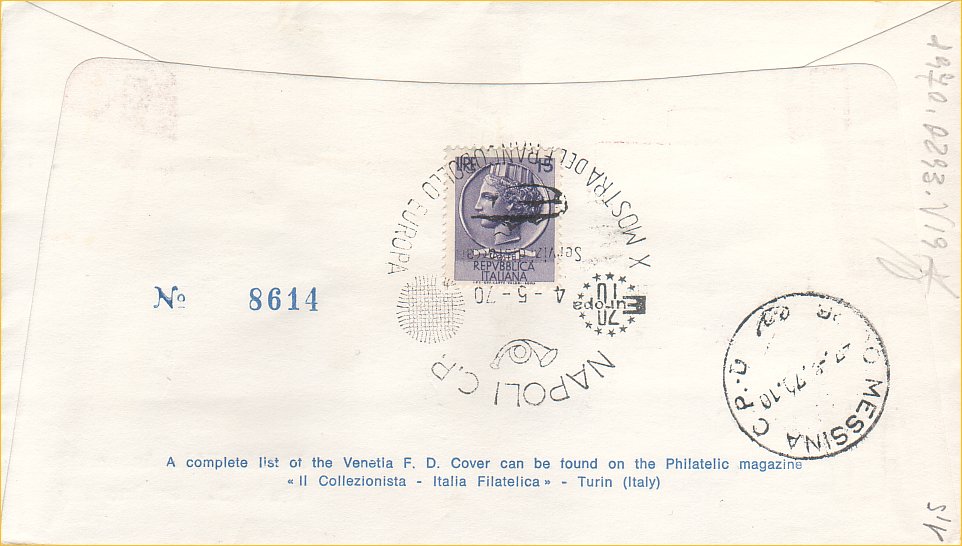 LIRE 15
REPVBBLICA
ITALIANA
X MOSTRA DEL FRANCOBOLLO EUROPA
4 - 5 - 70
10
70
Europa
NAPOLI C.P.
Nº 8614
MESSINA C P - D
A complete list of the Venetia F. D. Cover can be found on the Philatelic magazine
« Il Collezionista - Italia Filatelica » - Turin (Italy)